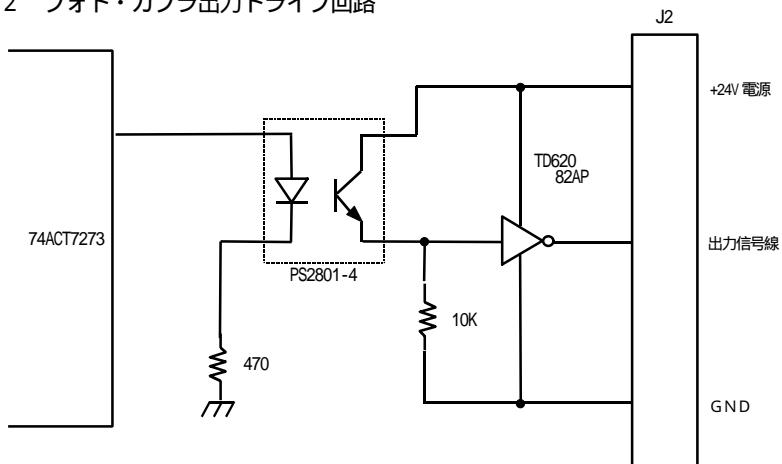 2 フォト・カプラ出力ドライブ回路
J2
+24V 電源
TD620
82AP
74ACT7273
出力信号線
PS2801-4
10K
470
GND